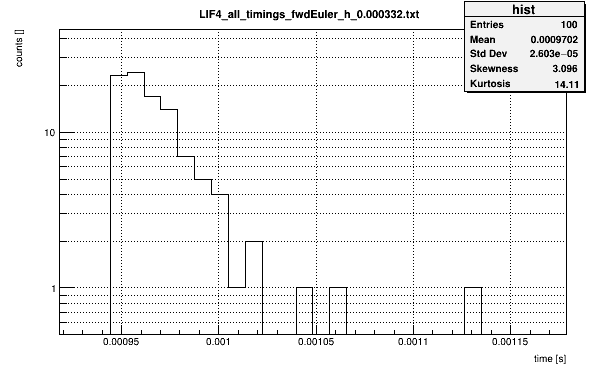 LIF4_all_timings_fwdEuler_h_0.000332.txt
hist
Entries 100
Mean 0.0009702
Std Dev 2.603e−05
Skewness 3.096
Kurtosis 14.11
counts []
10
1
0.00095 0.001 0.00105 0.0011 0.00115
time [s]